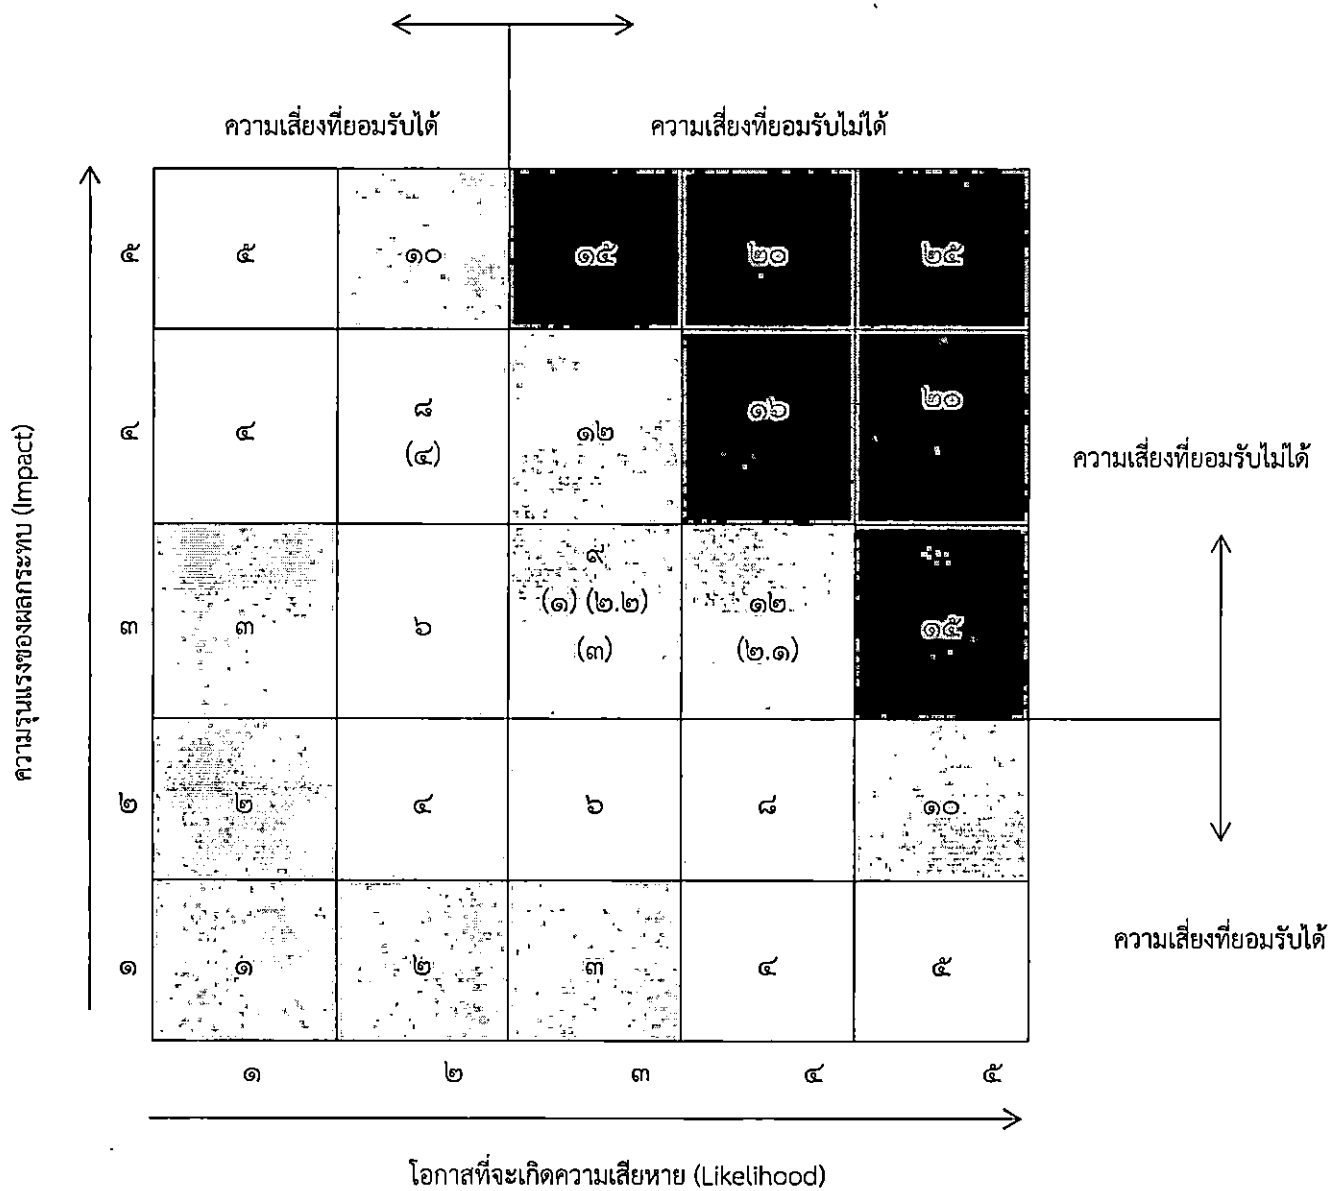 ความเสี่ยงที่ยอมรับได้ ความเสี่ยงที่ยอมรับไม่ได้
๕ ๕ ๑๐ ๑๕ ๒๐ ๒๕
๔ ๔ ๘ ๑๒ ๑๖ ๒๐
(๔)
ความเสี่ยงที่ยอมรับไม่ได้
ความรุนแรงของผลกระทบ (Impact)
๓ ๓ ๖ ๙ ๑๒ ๑๕
(๑) (๒.๒) (๒.๑)
(๓)
๒ ๒ ๔ ๖ ๘ ๑๐
๑ ๑ ๒ ๓ ๔ ๕
ความเสี่ยงที่ยอมรับได้
๑ ๒ ๓ ๔ ๕
โอกาสที่จะเกิดความเสียหาย (Likelihood)